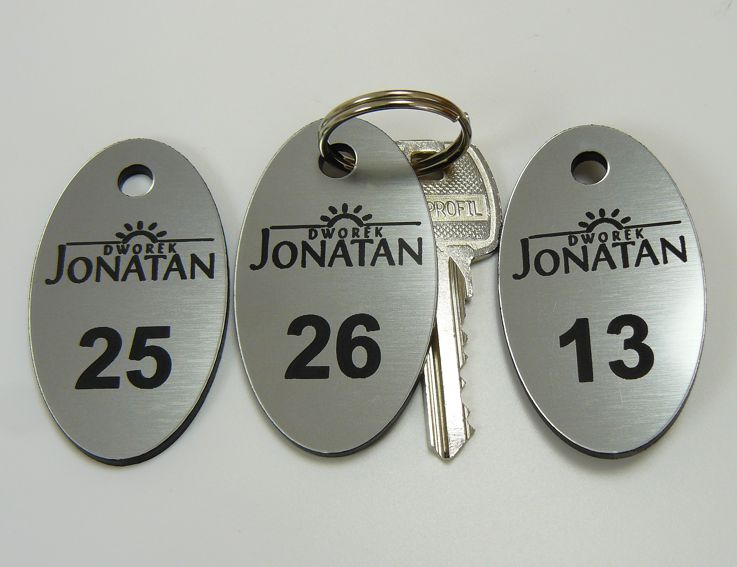 DWOREK
JONATAN
25
DWOREK
JONATAN
26
PROFIL
DWOREK
JONATAN
13